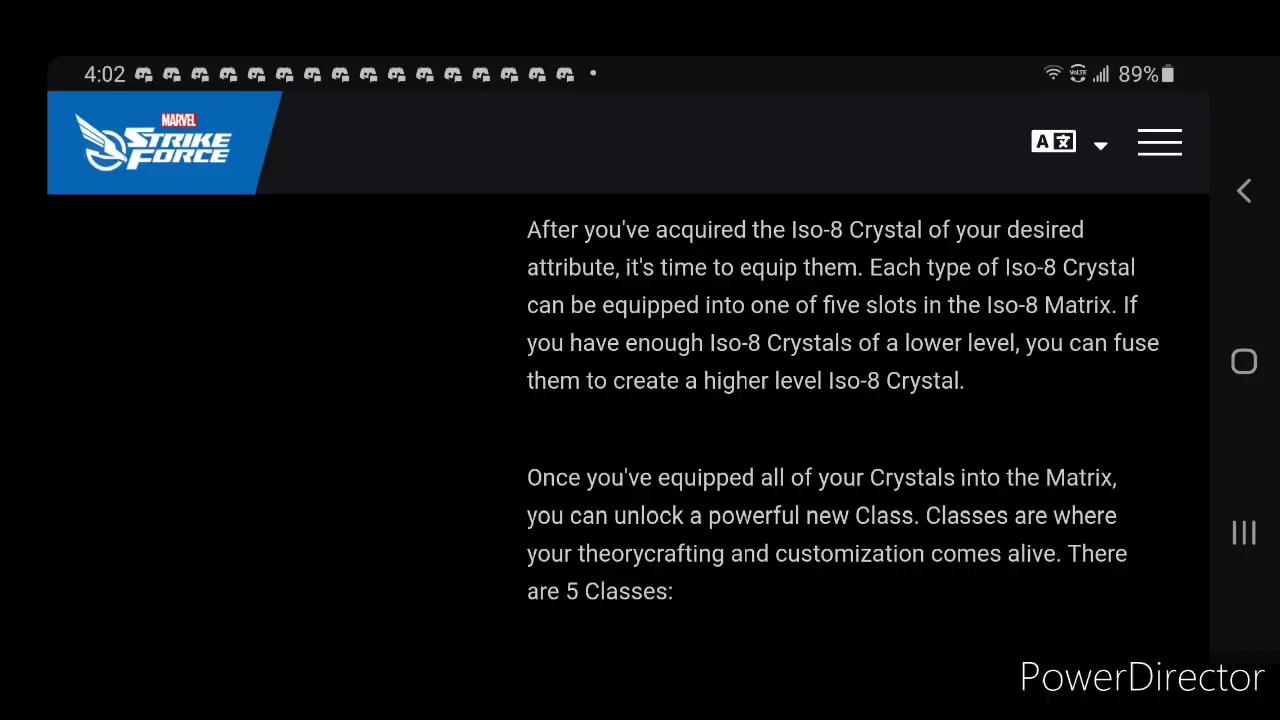 4:02
89%
MARVEL
STRIKE
FORCE
A 文
After you've acquired the Iso-8 Crystal of your desired
attribute, it's time to equip them. Each type of Iso-8 Crystal
can be equipped into one of five slots in the Iso-8 Matrix. If
you have enough Iso-8 Crystals of a lower level, you can fuse
them to create a higher level Iso-8 Crystal.
Once you've equipped all of your Crystals into the Matrix,
you can unlock a powerful new Class. Classes are where
your theorycrafting and customization comes alive. There
are 5 Classes:
PowerDirector